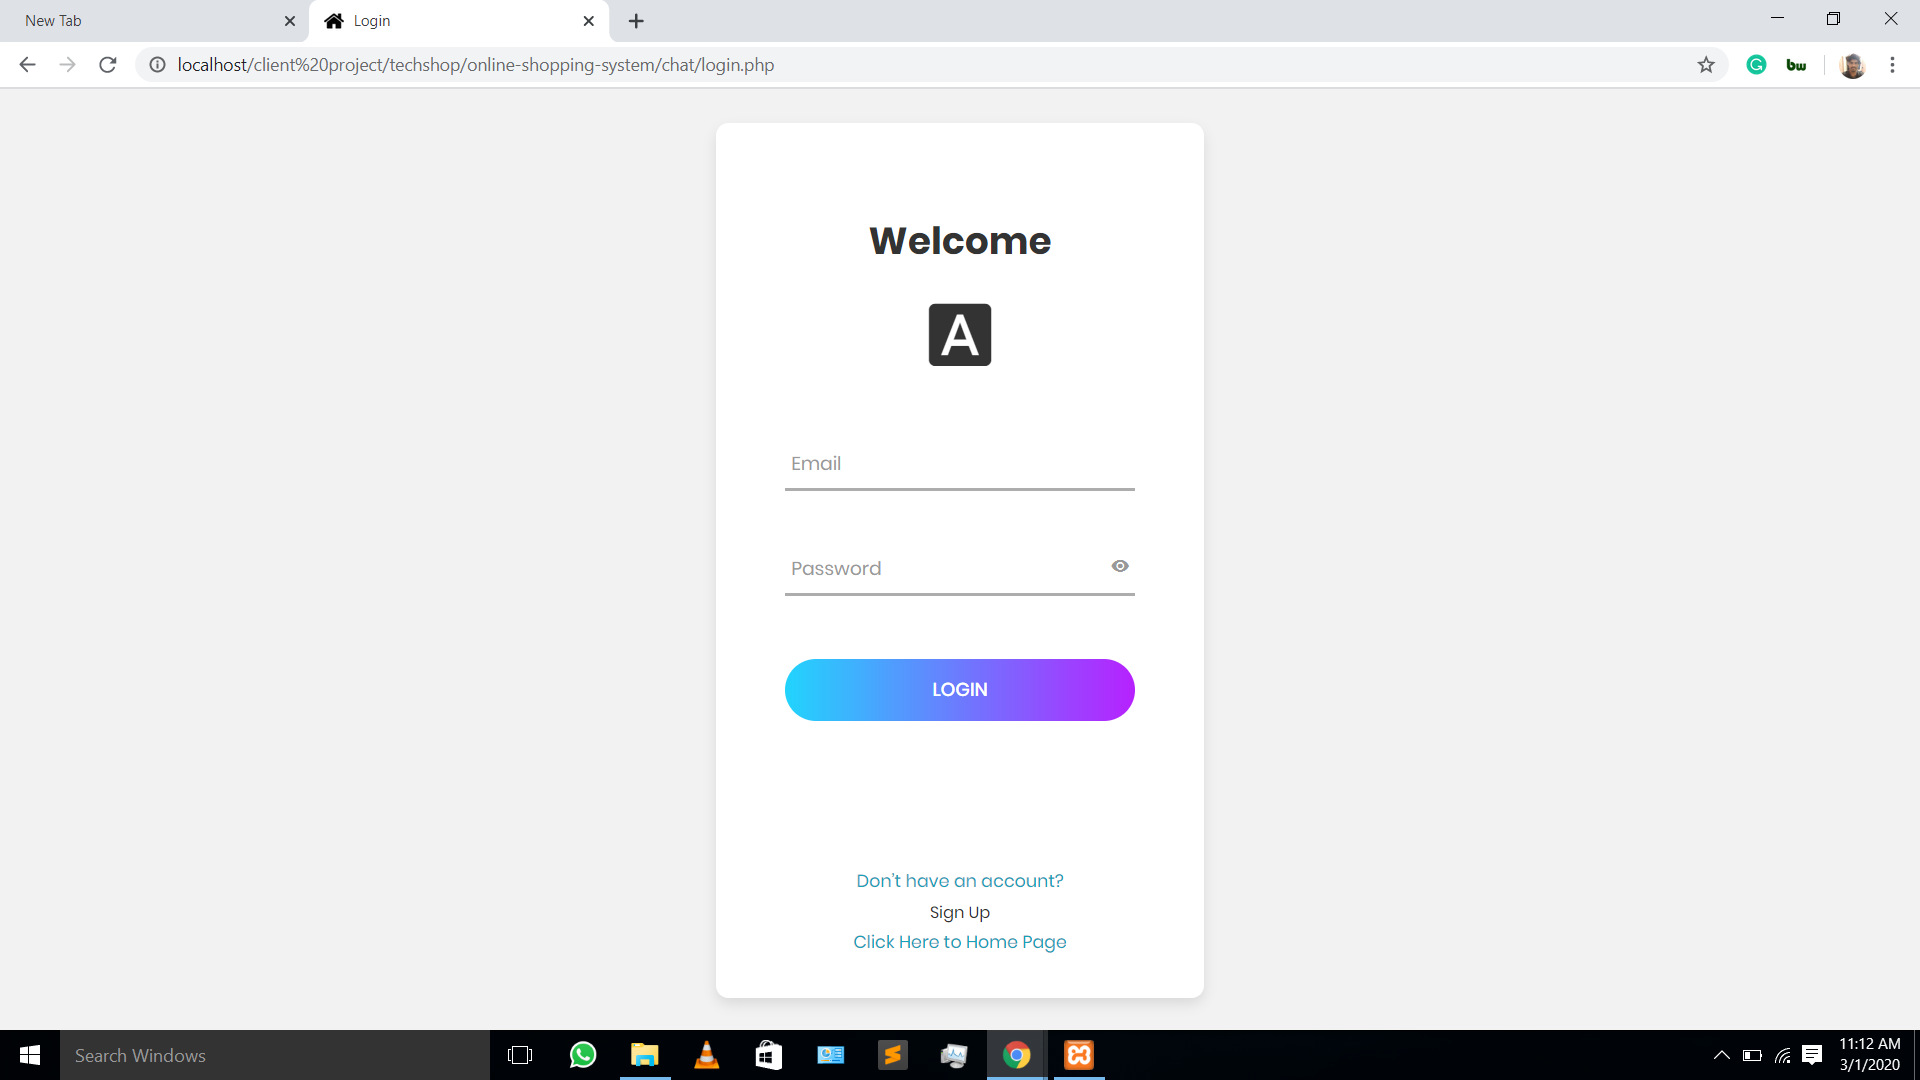 New Tab
Login
localhost/client%20project/techshop/online-shopping-system/chat/login.php
bw
Welcome
A
Email
Password
LOGIN
Don't have an account?
Sign Up
Click Here to Home Page
Search Windows
11:12 AM
3/1/2020